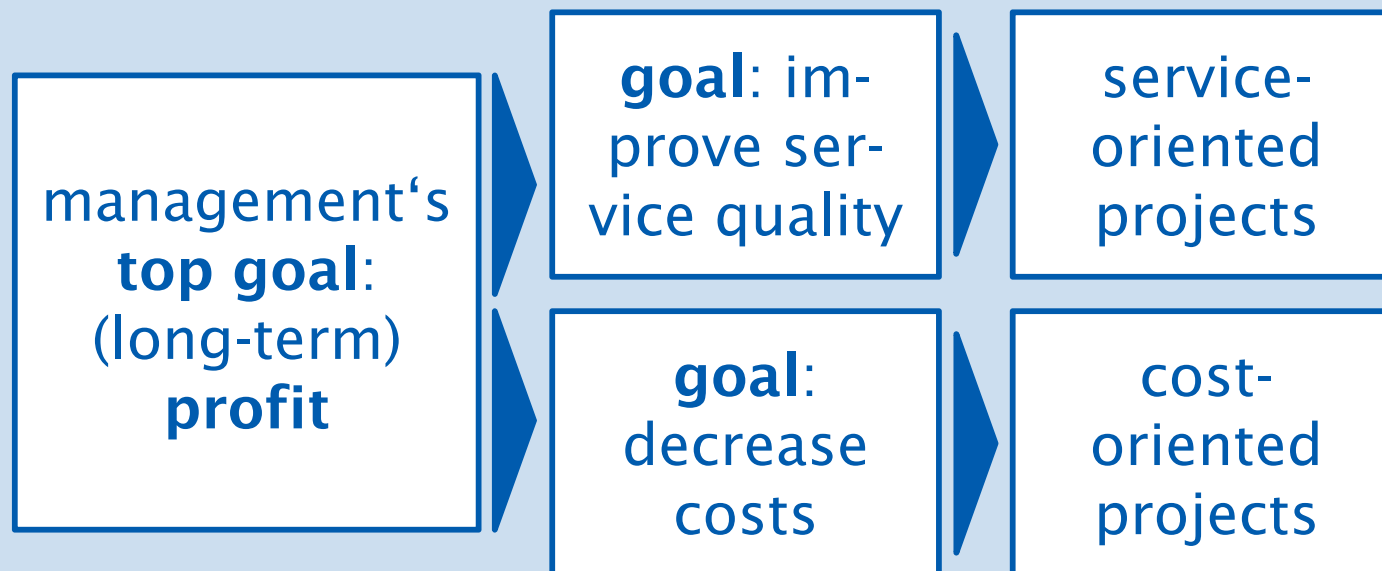 management‘s
top goal:
(long-term)
profit
goal: im-
prove ser-
vice quality
service-
oriented
projects
goal:
decrease
costs
cost-
oriented
projects